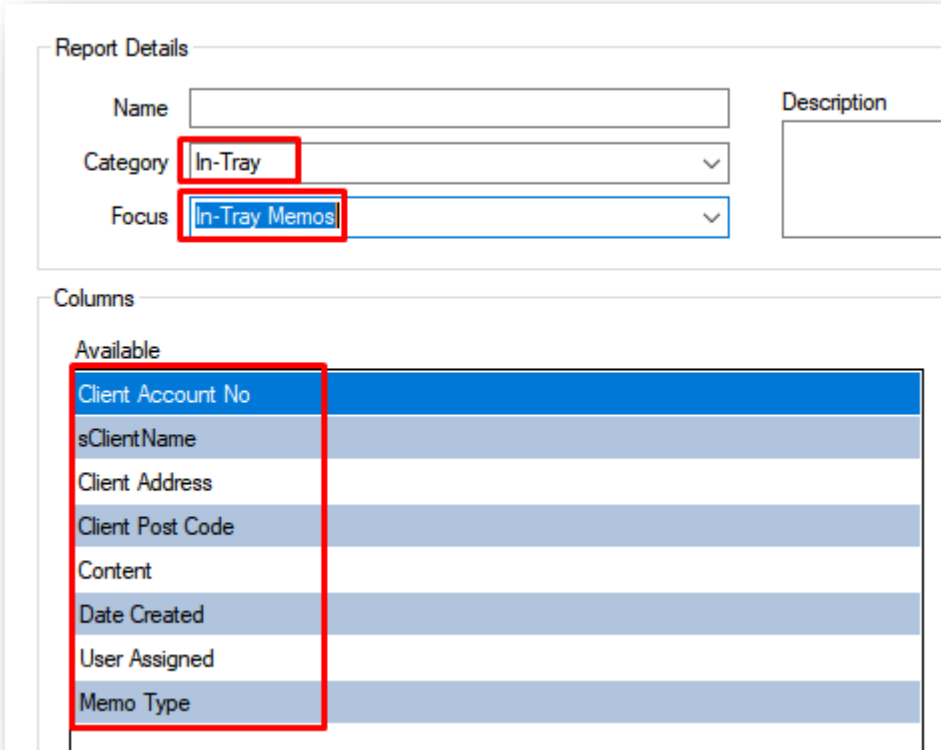 Report Details
Name
Description
Category In-Tray
Focus In-Tray Memos
Columns
Available
Client Account No
sClientName
Client Address
Client Post Code
Content
Date Created
User Assigned
Memo Type